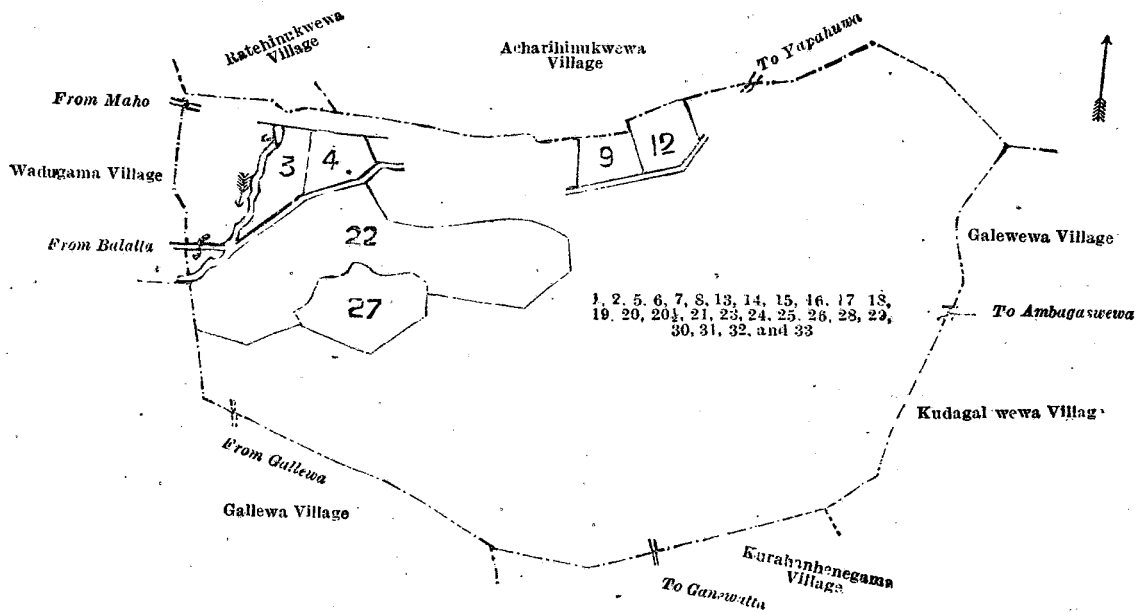 Ratehinukwewa
Village
Acharihinukwewa
Village
To Yapahuwa
From Maho
3
4
9
12
Wadugama Village
From Balalla
22
Galewewa Village
27
1, 2, 5, 6, 7, 8, 13, 14, 15, 16, 17 18,
19, 20, 20½, 21, 23, 24, 25, 26, 28, 29,
30, 31, 32, and 33
To Ambagaswewa
Kudagal wewa Village
From Gallewa
Gallewa Village
Kurahanhenegama
Village
To Ganewatta